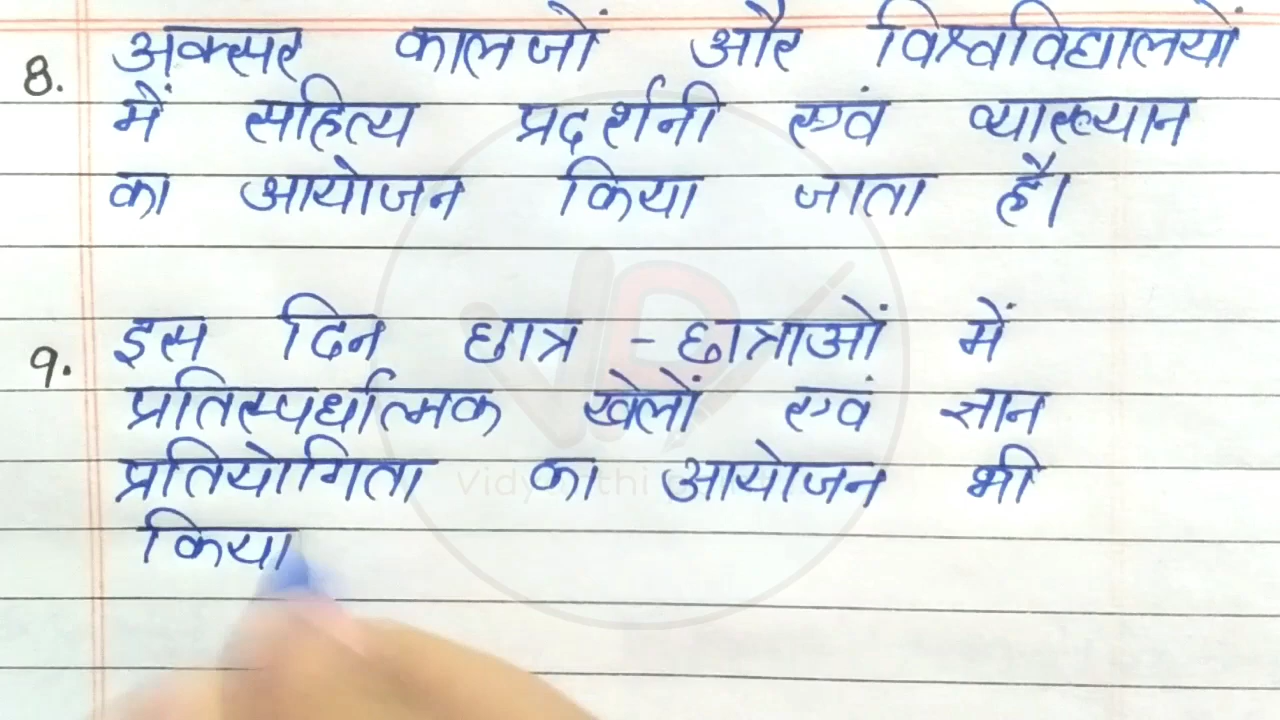 8. अक्सर कालजों और विश्वविद्यालयों
में सहित्य प्रदर्शनी एवं व्याख्यान
का आयोजन किया जाता है।
9. इस दिन छात्र - छात्राओं में
प्रतिस्पर्धात्मक खेलों एवं ज्ञान
प्रतियोगिता का आयोजन भी
किया